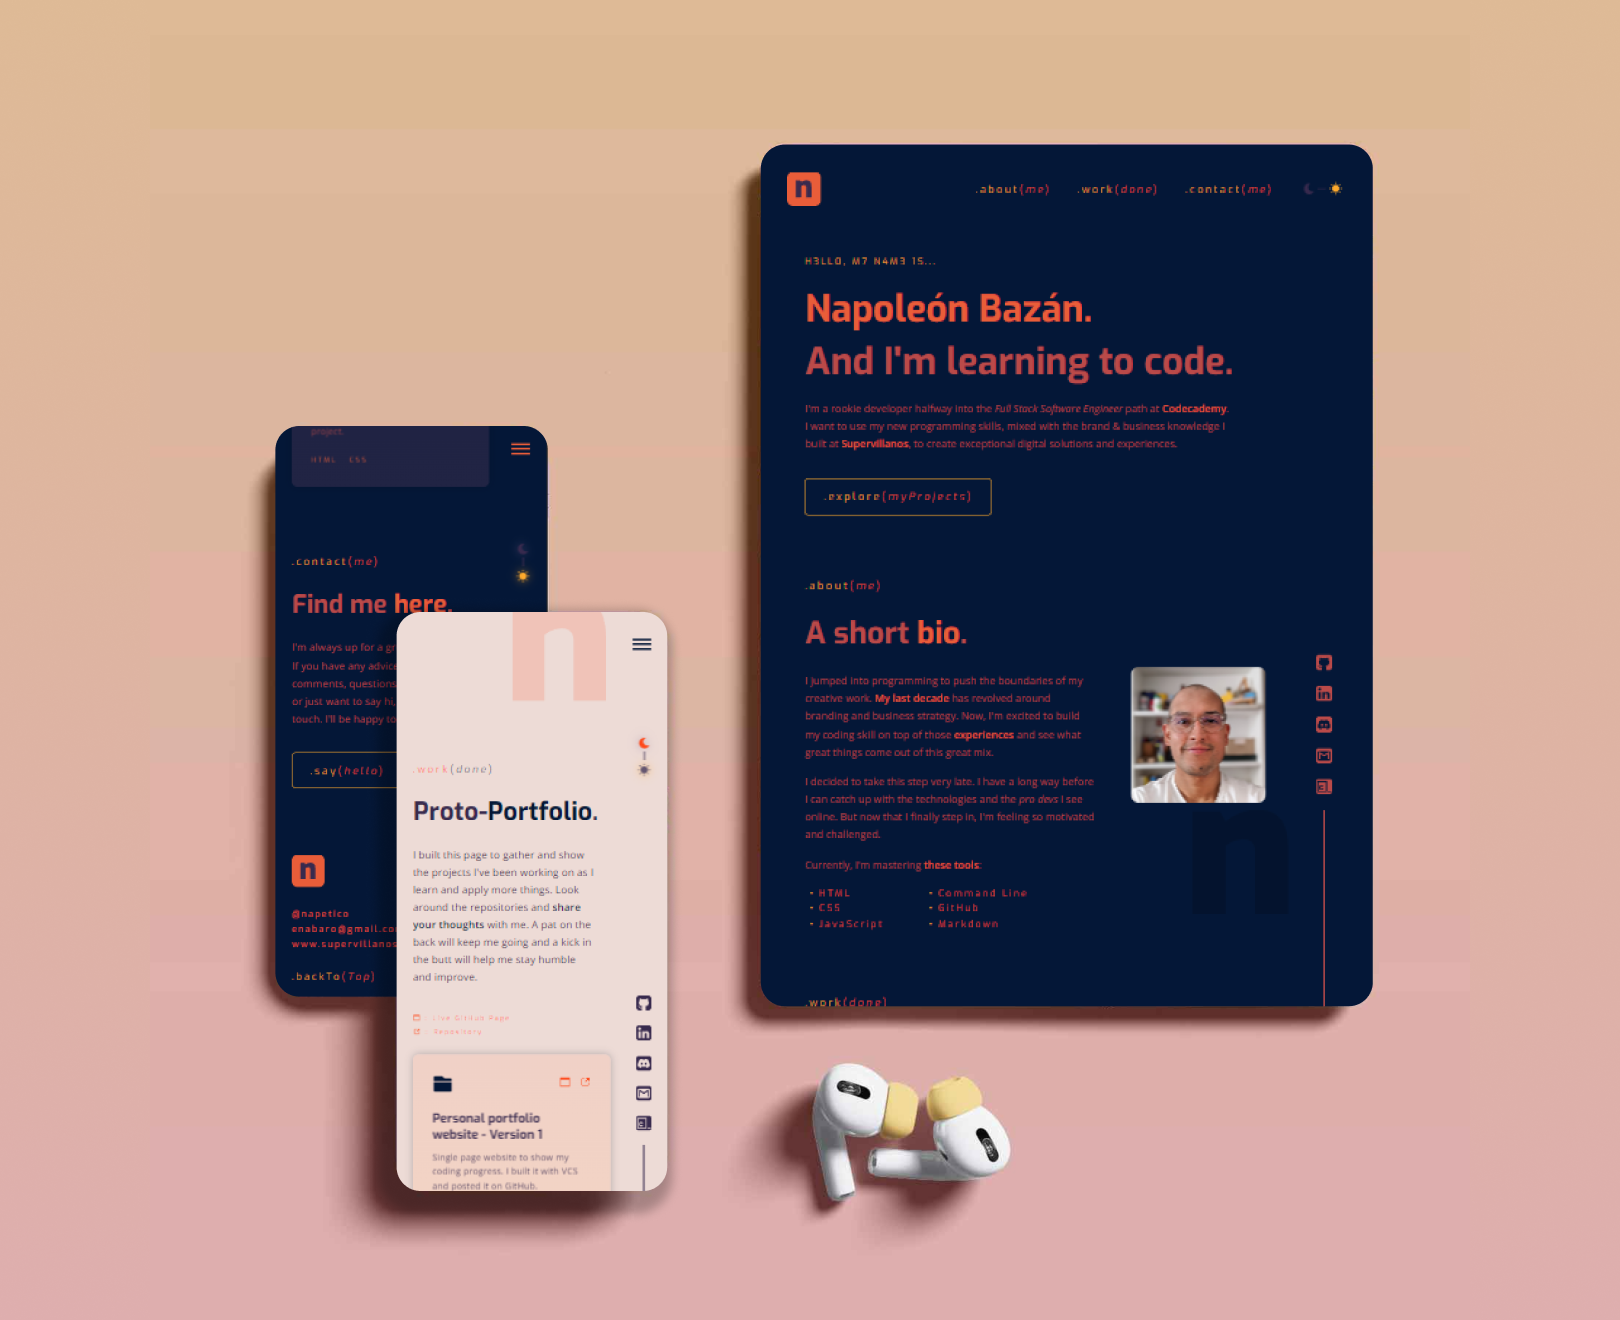 project.
HTML CSS
.contact(me)
Find me here.
I'm always up for a gr
If you have any advice
comments, questions
or just want to say hi,
touch. I'll be happy to
.say(hello)
n
@napetico
enabaro@gmail.co
www.supervillanos
.backTo(Top)
n
.work(done)
Proto-Portfolio.
I built this page to gather and show
the projects I've been working on as I
learn and apply more things. Look
around the repositories and share
your thoughts with me. A pat on the
back will keep me going and a kick in
the butt will help me stay humble
and improve.
- Live GitHub Page
- Repository
Personal portfolio
website - Version 1
Single page website to show my
coding progress. I built it with VCS
and posted it on GitHub.
n
.about(me) .work(done) .contact(me)
H3LL0, M7 N4M3 1S...
Napoleón Bazán.
And I'm learning to code.
I'm a rookie developer halfway into the Full Stack Software Engineer path at Codecademy.
I want to use my new programming skills, mixed with the brand & business knowledge I
built at Supervillanos, to create exceptional digital solutions and experiences.
.explore(myProjects)
.about(me)
A short bio.
I jumped into programming to push the boundaries of my
creative work. My last decade has revolved around
branding and business strategy. Now, I'm excited to build
my coding skill on top of those experiences and see what
great things come out of this great mix.
I decided to take this step very late. I have a long way before
I can catch up with the technologies and the pro devs I see
online. But now that I finally step in, I'm feeling so motivated
and challenged.
Currently, I'm mastering these tools:
- HTML - Command Line
- CSS - GitHub
- JavaScript - Markdown
n
.work(done)